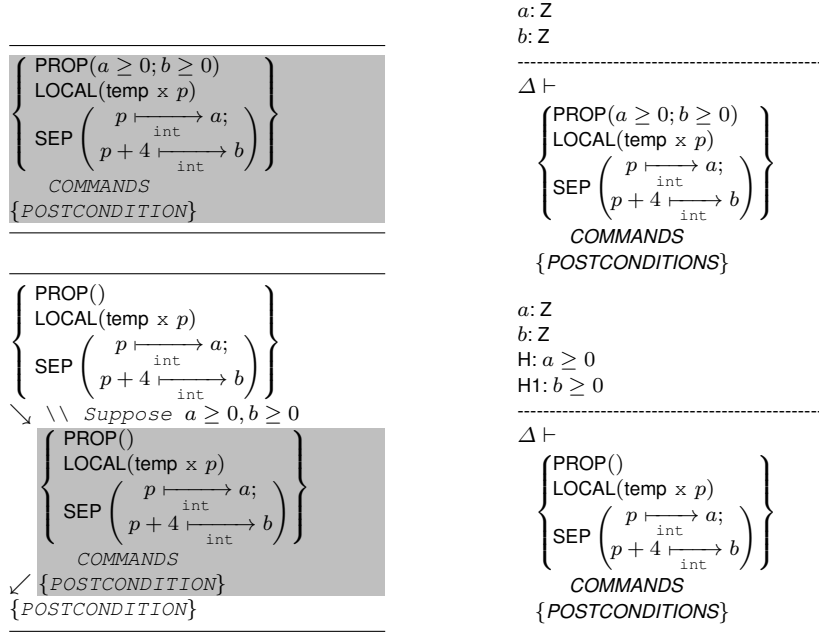 PROP(a ≥ 0; b ≥ 0)
LOCAL(temp x p)
SEP ( p ⟼int a;
p + 4 ⟼int b )
COMMANDS
{POSTCONDITION}
PROP()
LOCAL(temp x p)
SEP ( p ⟼int a;
p + 4 ⟼int b )
↘ \\ Suppose a ≥ 0, b ≥ 0
PROP()
LOCAL(temp x p)
SEP ( p ⟼int a;
p + 4 ⟼int b )
COMMANDS
↙ {POSTCONDITION}
{POSTCONDITION}
a: Z
b: Z
Δ ⊢
PROP(a ≥ 0; b ≥ 0)
LOCAL(temp x p)
SEP ( p ⟼int a;
p + 4 ⟼int b )
COMMANDS
{POSTCONDITIONS}
a: Z
b: Z
H: a ≥ 0
H1: b ≥ 0
Δ ⊢
PROP()
LOCAL(temp x p)
SEP ( p ⟼int a;
p + 4 ⟼int b )
COMMANDS
{POSTCONDITIONS}